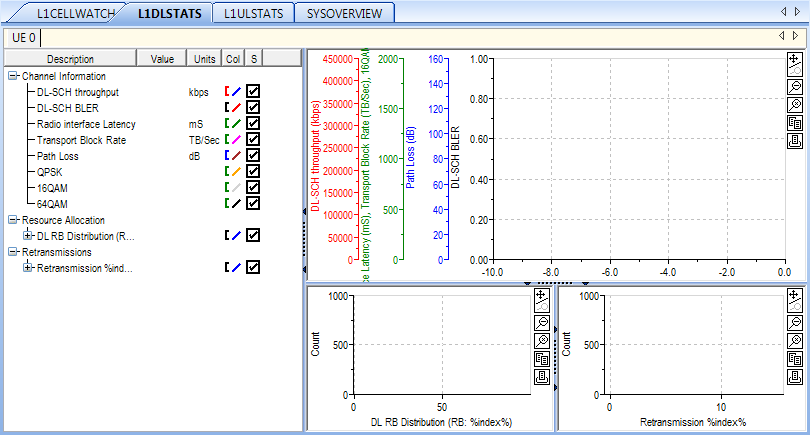 L1CELLWATCH L1DLSTATS L1ULSTATS SYSOVERVIEW
UE 0
Description Value Units Col S
Channel Information
DL-SCH throughput kbps
DL-SCH BLER
Radio interface Latency mS
Transport Block Rate TB/Sec
Path Loss dB
QPSK
16QAM
64QAM
Resource Allocation
DL RB Distribution (R...
Retransmissions
Retransmission %ind...
DL-SCH throughput (kbps)
450000
400000
350000
300000
250000
200000
150000
100000
50000
0
ce Latency (mS), Transport Block Rate (TB/Sec), 16QAM
2000
1500
1000
500
0
Path Loss (dB)
160
140
120
100
80
60
40
20
0
DL-SCH BLER
1.00
0.80
0.60
0.40
0.20
0.00
-10.0 -8.0 -6.0 -4.0 -2.0 0.0
Count
1000
500
0
0 50
DL RB Distribution (RB: %index%)
Count
1000
500
0
0 10
Retransmission %index%